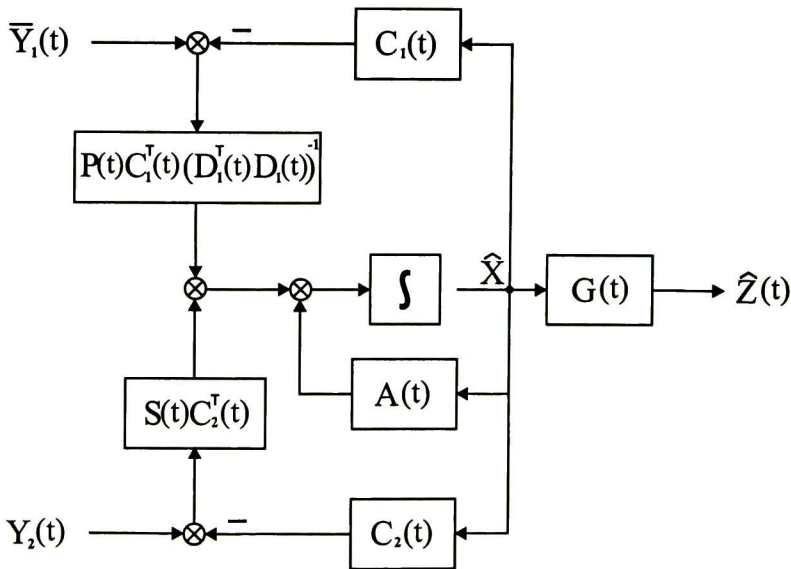 Ȳ₁(t)
−
C₁(t)
P(t)C₁ᵀ(t)(D₁ᵀ(t)D₁(t))⁻¹
∫
X̂
G(t)
Ẑ(t)
S(t)C₂ᵀ(t)
A(t)
Y₂(t)
−
C₂(t)